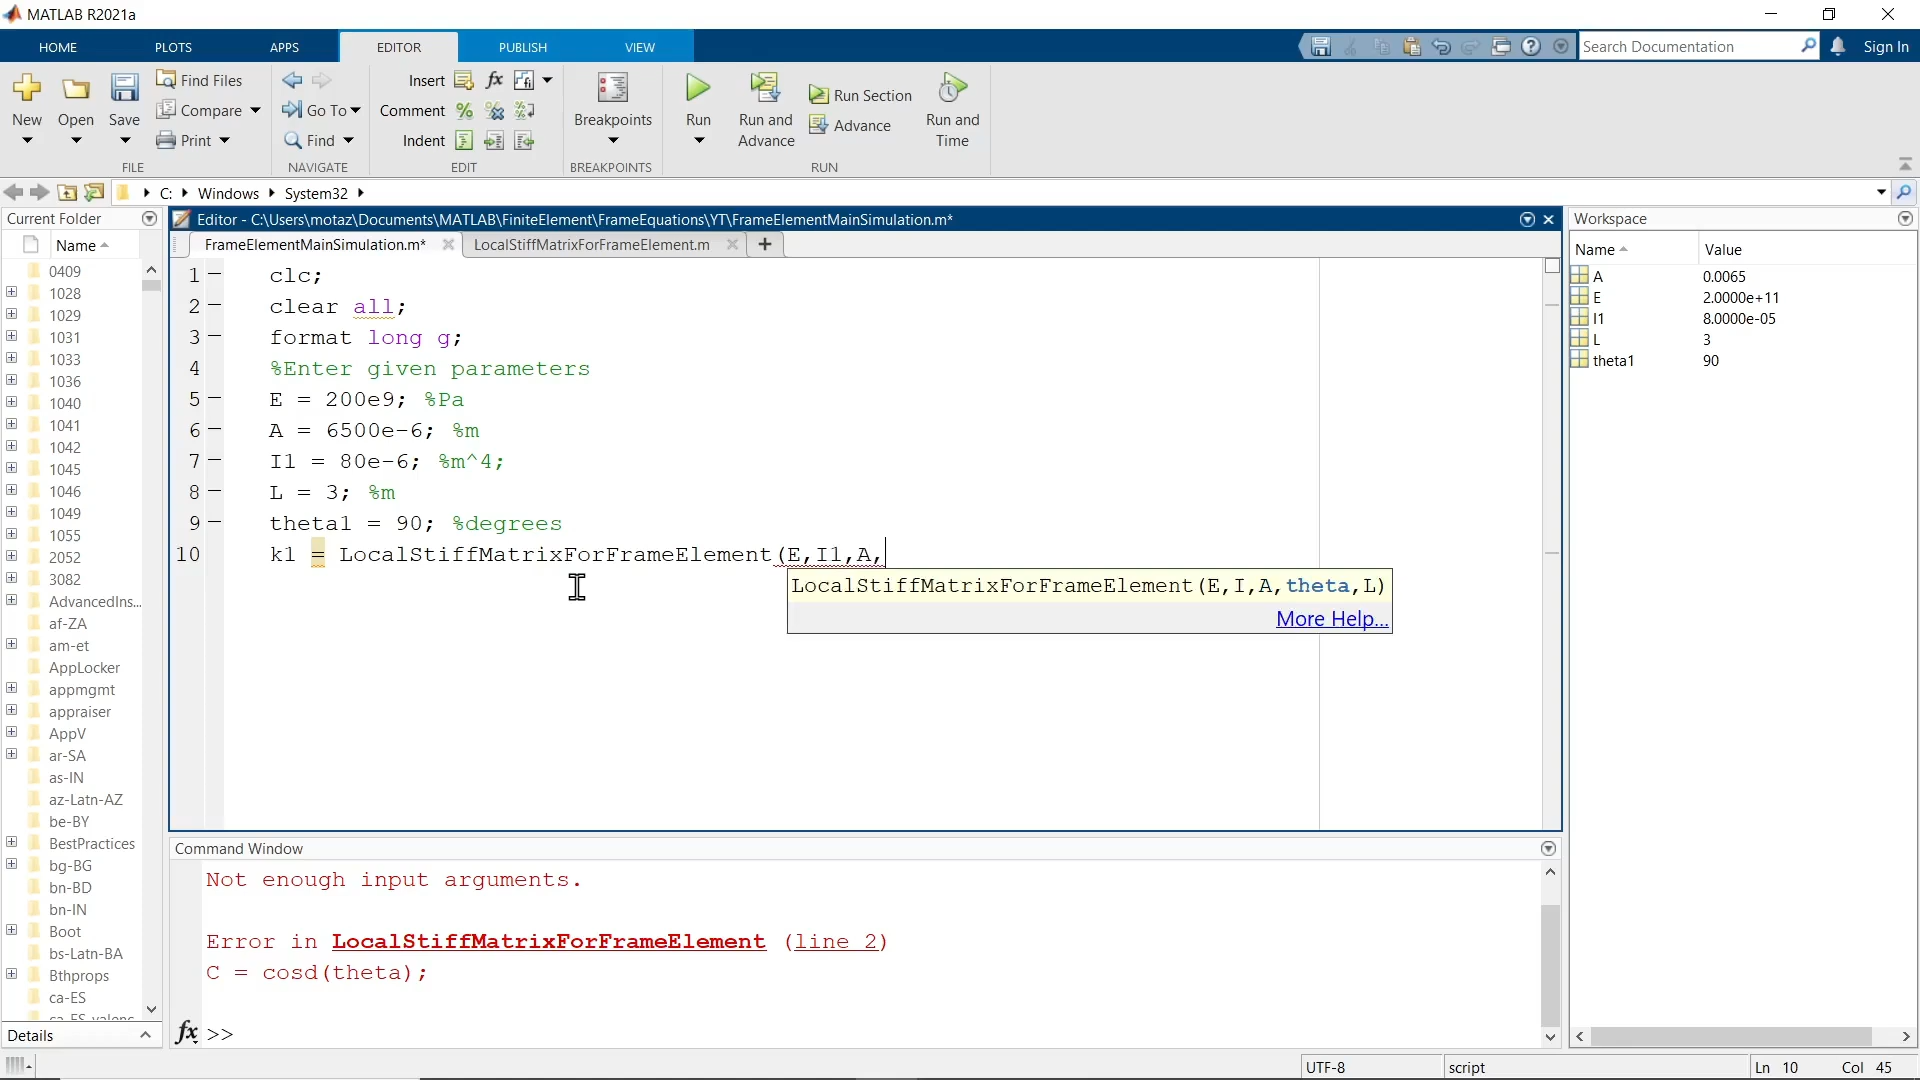 MATLAB R2021a
HOME PLOTS APPS EDITOR PUBLISH VIEW
Search Documentation
Sign In
New
Open
Save
Find Files
Compare
Print
FILE
Go To
Find
NAVIGATE
Insert
Comment
Indent
EDIT
Breakpoints
BREAKPOINTS
Run
Run and Advance
Run Section
Advance
Run and Time
RUN
C: Windows System32
Current Folder
Name
0409
1028
1029
1031
1033
1036
1040
1041
1042
1045
1046
1049
1055
2052
3082
AdvancedIns...
af-ZA
am-et
AppLocker
appmgmt
appraiser
AppV
ar-SA
as-IN
az-Latn-AZ
be-BY
BestPractices
bg-BG
bn-BD
bn-IN
Boot
bs-Latn-BA
Bthprops
ca-ES
Details
Editor - C:\Users\motaz\Documents\MATLAB\FiniteElement\FrameEquations\YT\FrameElementMainSimulation.m*
FrameElementMainSimulation.m* LocalStiffMatrixForFrameElement.m
1 clc;
2 clear all;
3 format long g;
4 %Enter given parameters
5 E = 200e9; %Pa
6 A = 6500e-6; %m
7 I1 = 80e-6; %m^4;
8 L = 3; %m
9 theta1 = 90; %degrees
10 k1 = LocalStiffMatrixForFrameElement(E,I1,A,
LocalStiffMatrixForFrameElement(E,I,A,theta,L)
More Help...
Command Window
Not enough input arguments.
Error in LocalStiffMatrixForFrameElement (line 2)
C = cosd(theta);
fx >>
Workspace
Name Value
A 0.0065
E 2.0000e+11
I1 8.0000e-05
L 3
theta1 90
UTF-8 script Ln 10 Col 45